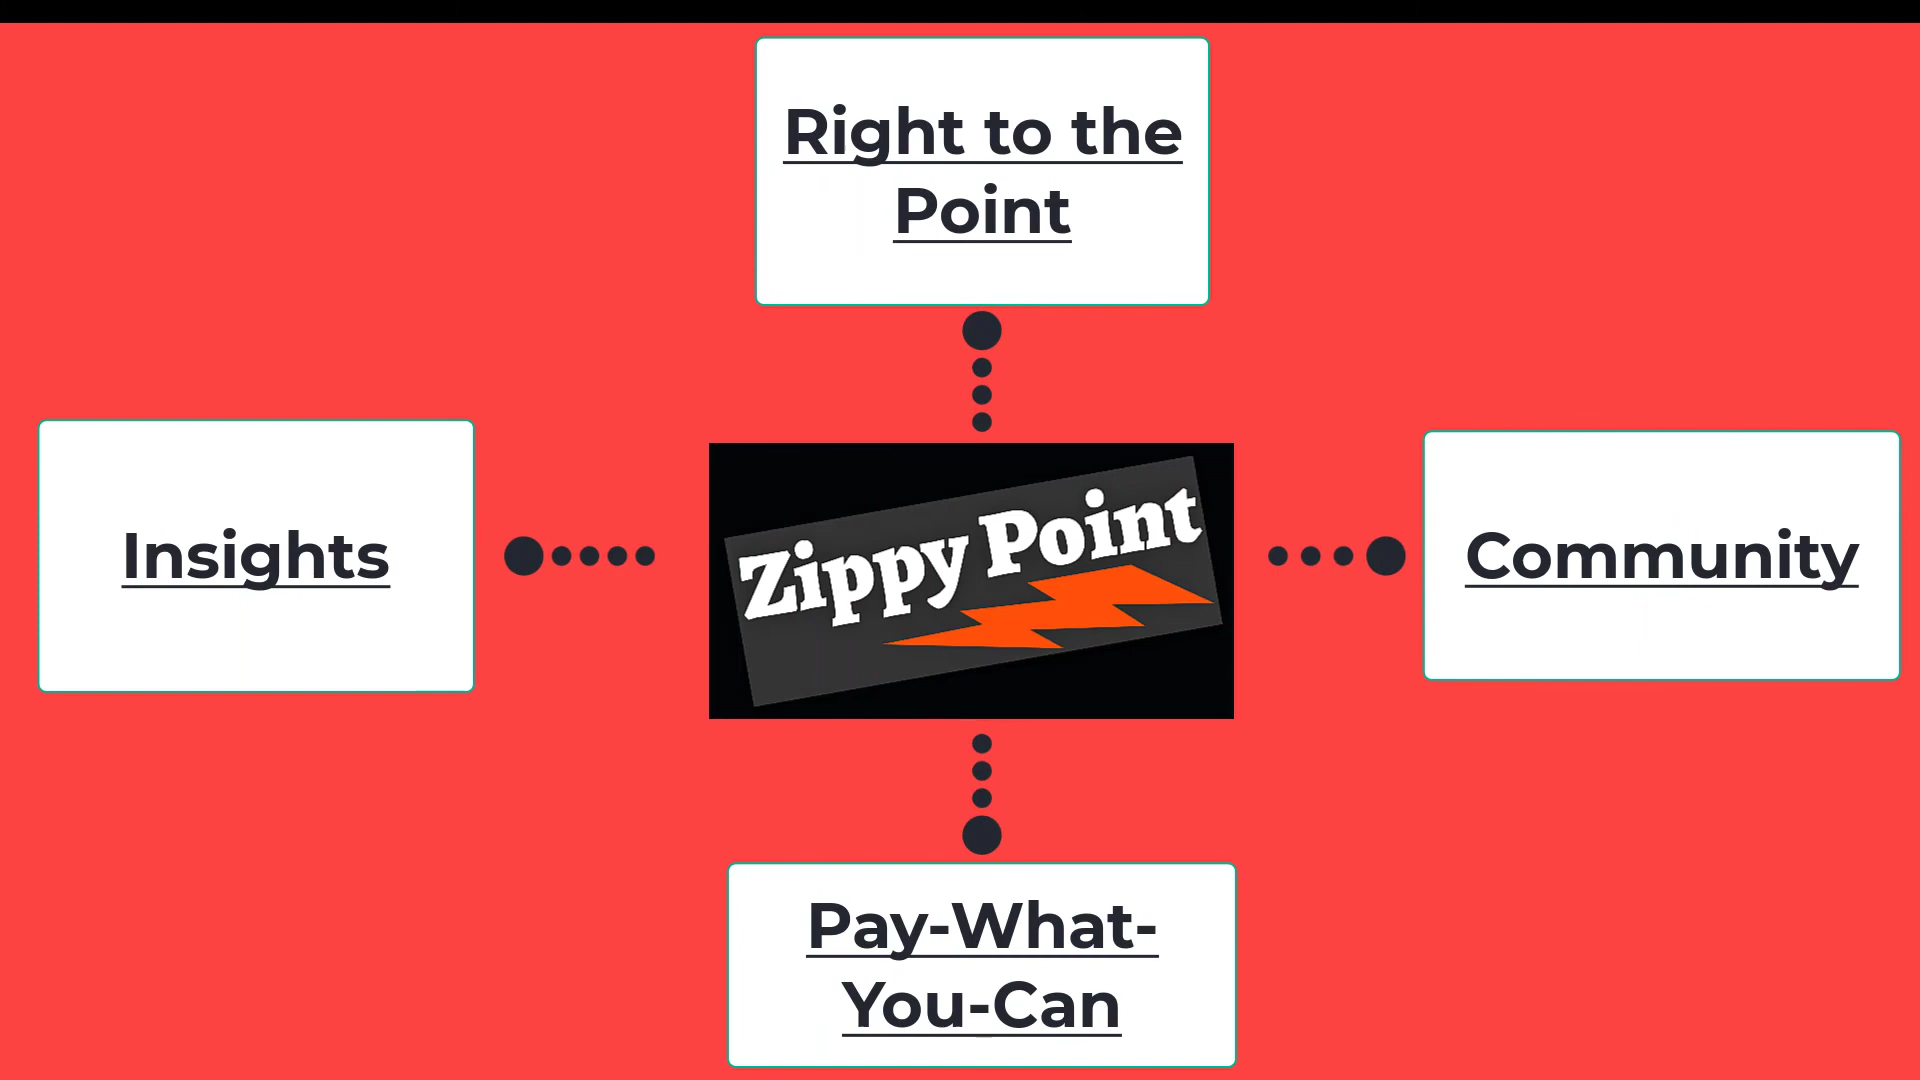 Right to the
Point
Insights
Zippy Point
Community
Pay-What-
You-Can